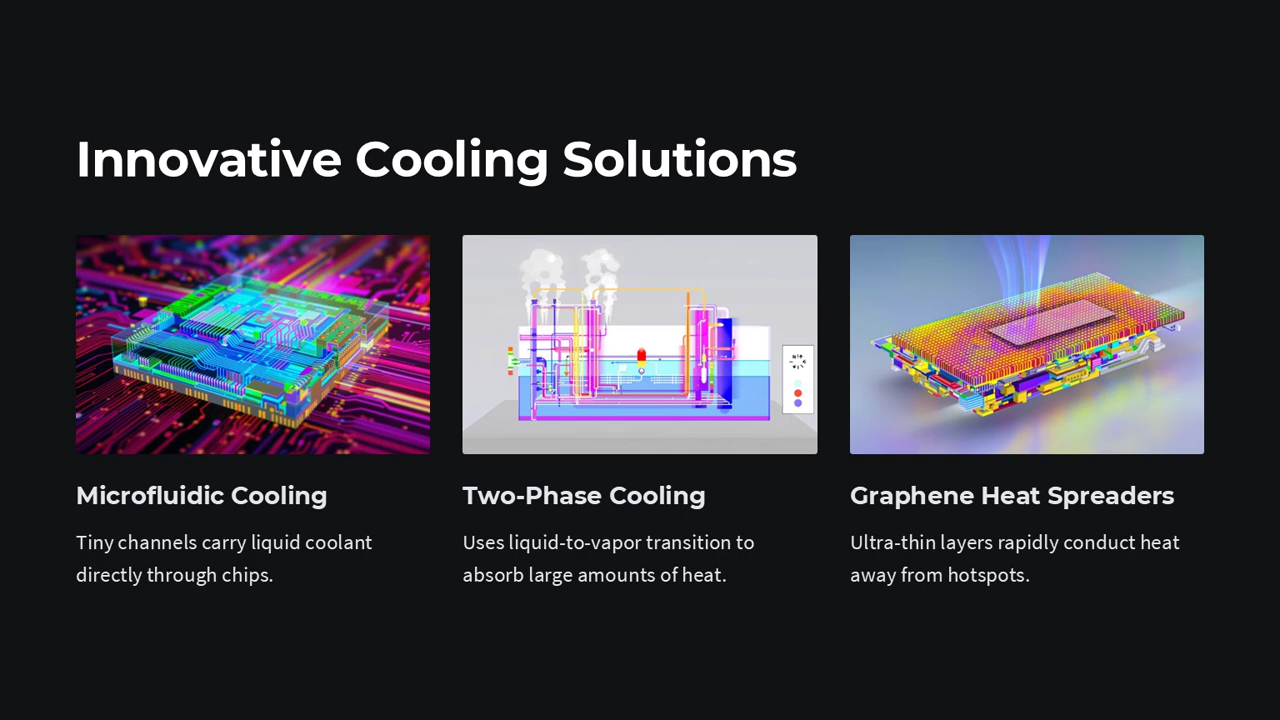 Innovative Cooling Solutions
Microfluidic Cooling
Tiny channels carry liquid coolant
directly through chips.
Two-Phase Cooling
Uses liquid-to-vapor transition to
absorb large amounts of heat.
Graphene Heat Spreaders
Ultra-thin layers rapidly conduct heat
away from hotspots.